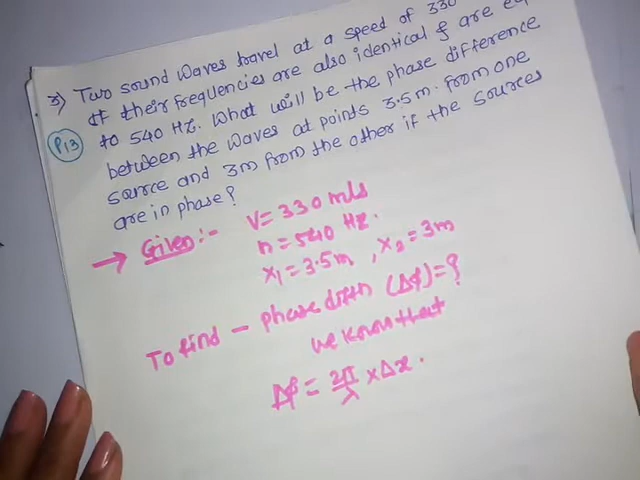 3) Two sound waves travel at a speed of 330
If their frequencies are also identical & are eq
to 540 Hz. What will be the phase difference
P13
between the waves at points 3.5m. from one
source and 3m from the other if the sources
are in phase?
→ Given:- V = 330 m/s
n = 540 Hz.
x₁ = 3.5m, x₂ = 3m
To find - phase diffn (Δφ) = ?
we know that
Δφ = 2π/λ × Δx.